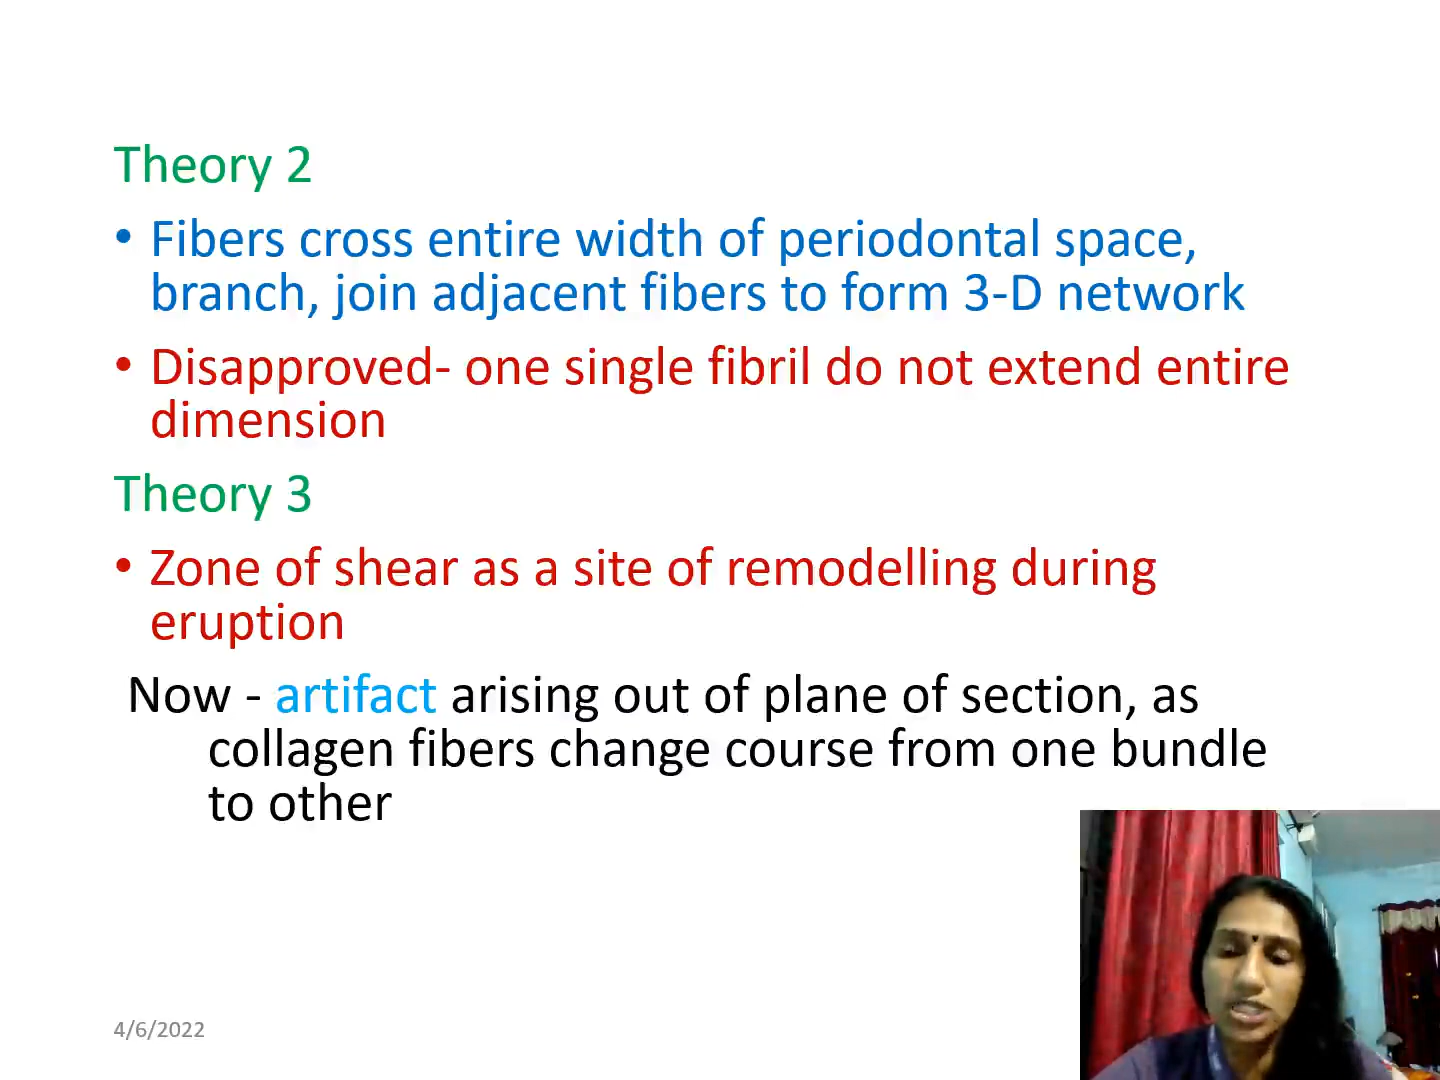 Theory 2
• Fibers cross entire width of periodontal space,
branch, join adjacent fibers to form 3-D network
• Disapproved- one single fibril do not extend entire
dimension
Theory 3
• Zone of shear as a site of remodelling during
eruption
Now - artifact arising out of plane of section, as
collagen fibers change course from one bundle
to other
4/6/2022